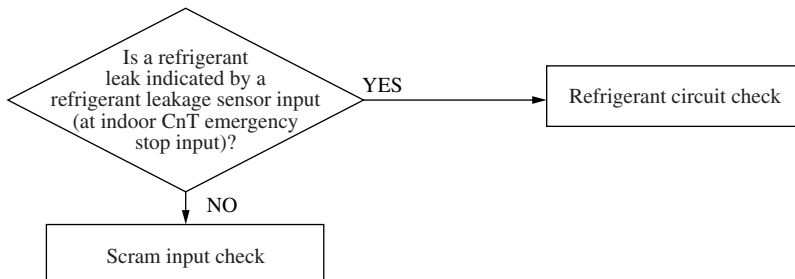 Is a refrigerant
leak indicated by a
refrigerant leakage sensor input
(at indoor CnT emergency
stop input)?
YES
Refrigerant circuit check
NO
Scram input check